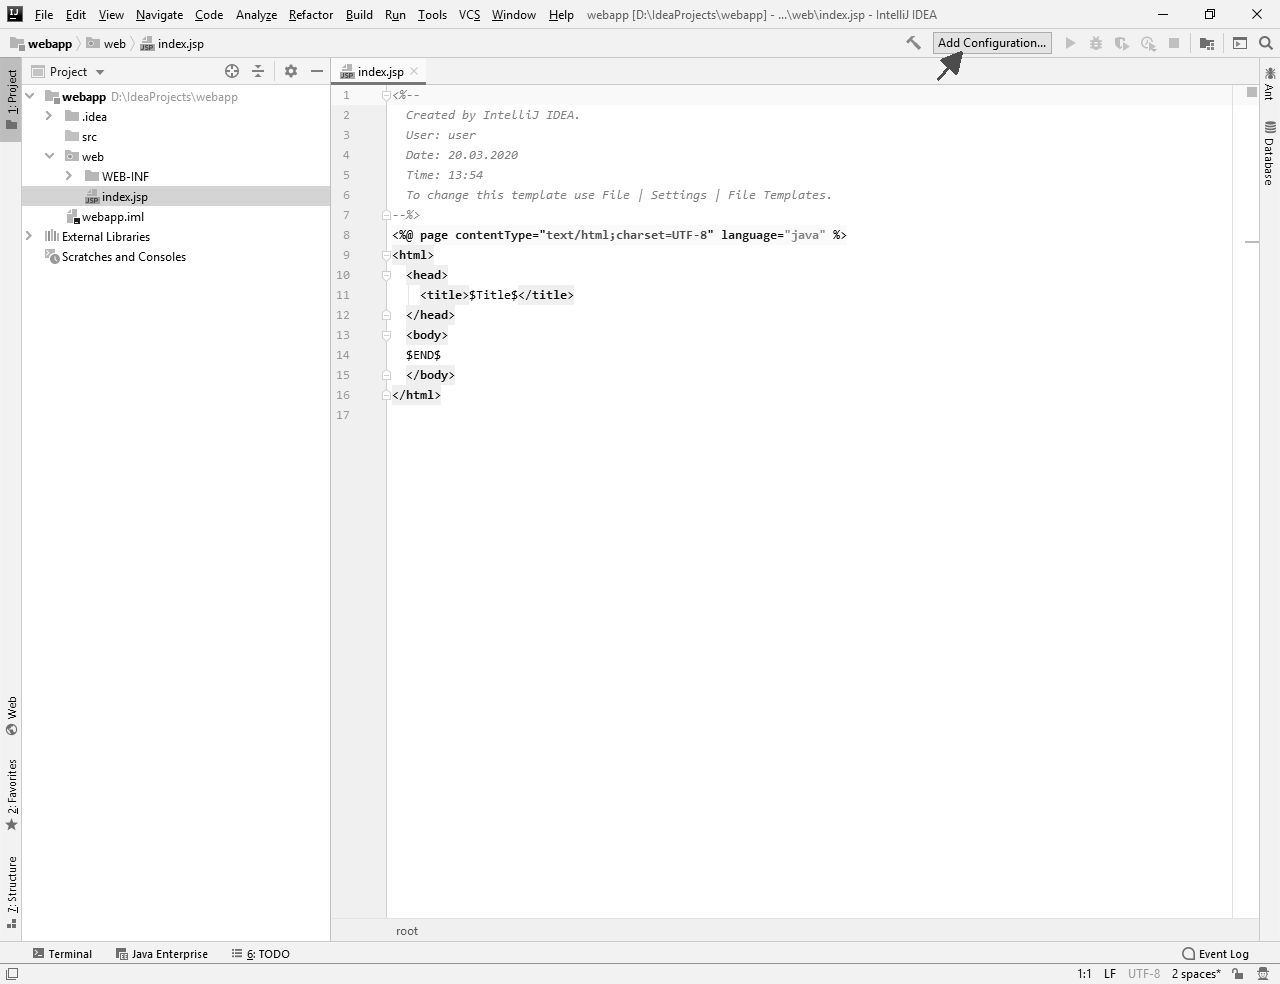 IJ File Edit View Navigate Code Analyze Refactor Build Run Tools VCS Window Help webapp [D:\IdeaProjects\webapp] - ...\web\index.jsp - IntelliJ IDEA
webapp web index.jsp Add Configuration...
1: Project
Project
index.jsp
webapp D:\IdeaProjects\webapp
.idea
src
web
WEB-INF
index.jsp
webapp.iml
External Libraries
Scratches and Consoles
1 <%--
2 Created by IntelliJ IDEA.
3 User: user
4 Date: 20.03.2020
5 Time: 13:54
6 To change this template use File | Settings | File Templates.
7 --%>
8 <%@ page contentType="text/html;charset=UTF-8" language="java" %>
9 <html>
10 <head>
11 <title>$Title$</title>
12 </head>
13 <body>
14 $END$
15 </body>
16 </html>
17
Ant
Database
Web
2: Favorites
7: Structure
root
Terminal Java Enterprise 6: TODO Event Log
1:1 LF UTF-8 2 spaces*